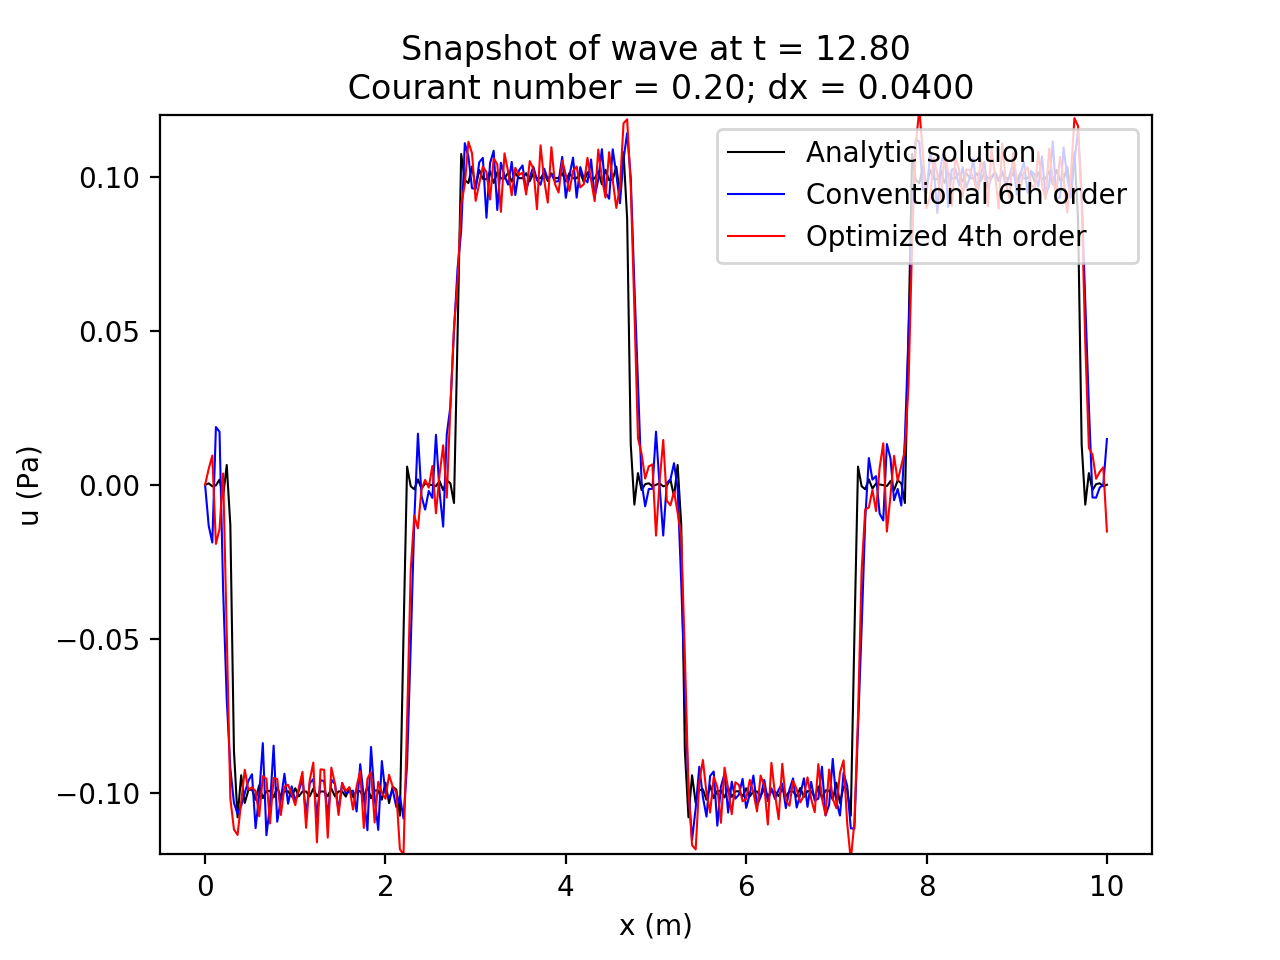 Snapshot of wave at t = 12.80
Courant number = 0.20; dx = 0.0400
Analytic solution
Conventional 6th order
Optimized 4th order
0.10
0.05
0.00
−0.05
−0.10
u (Pa)
0 2 4 6 8 10
x (m)